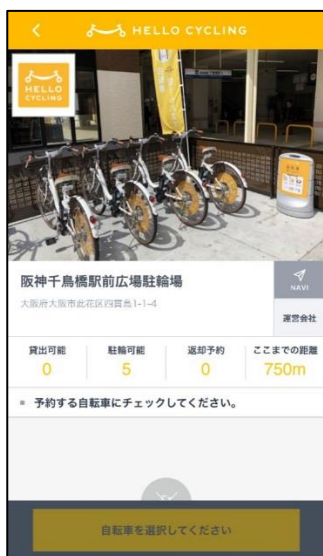 HELLO CYCLING
HELLO
CYCLING
阪神千鳥橋駅前広場駐輪場
大阪府大阪市此花区四貫島1-1-4
NAVI
運営会社
貸出可能 駐輪可能 返却予約 ここまでの距離
0 5 0 750m
予約する自転車にチェックしてください。
自転車を選択してください